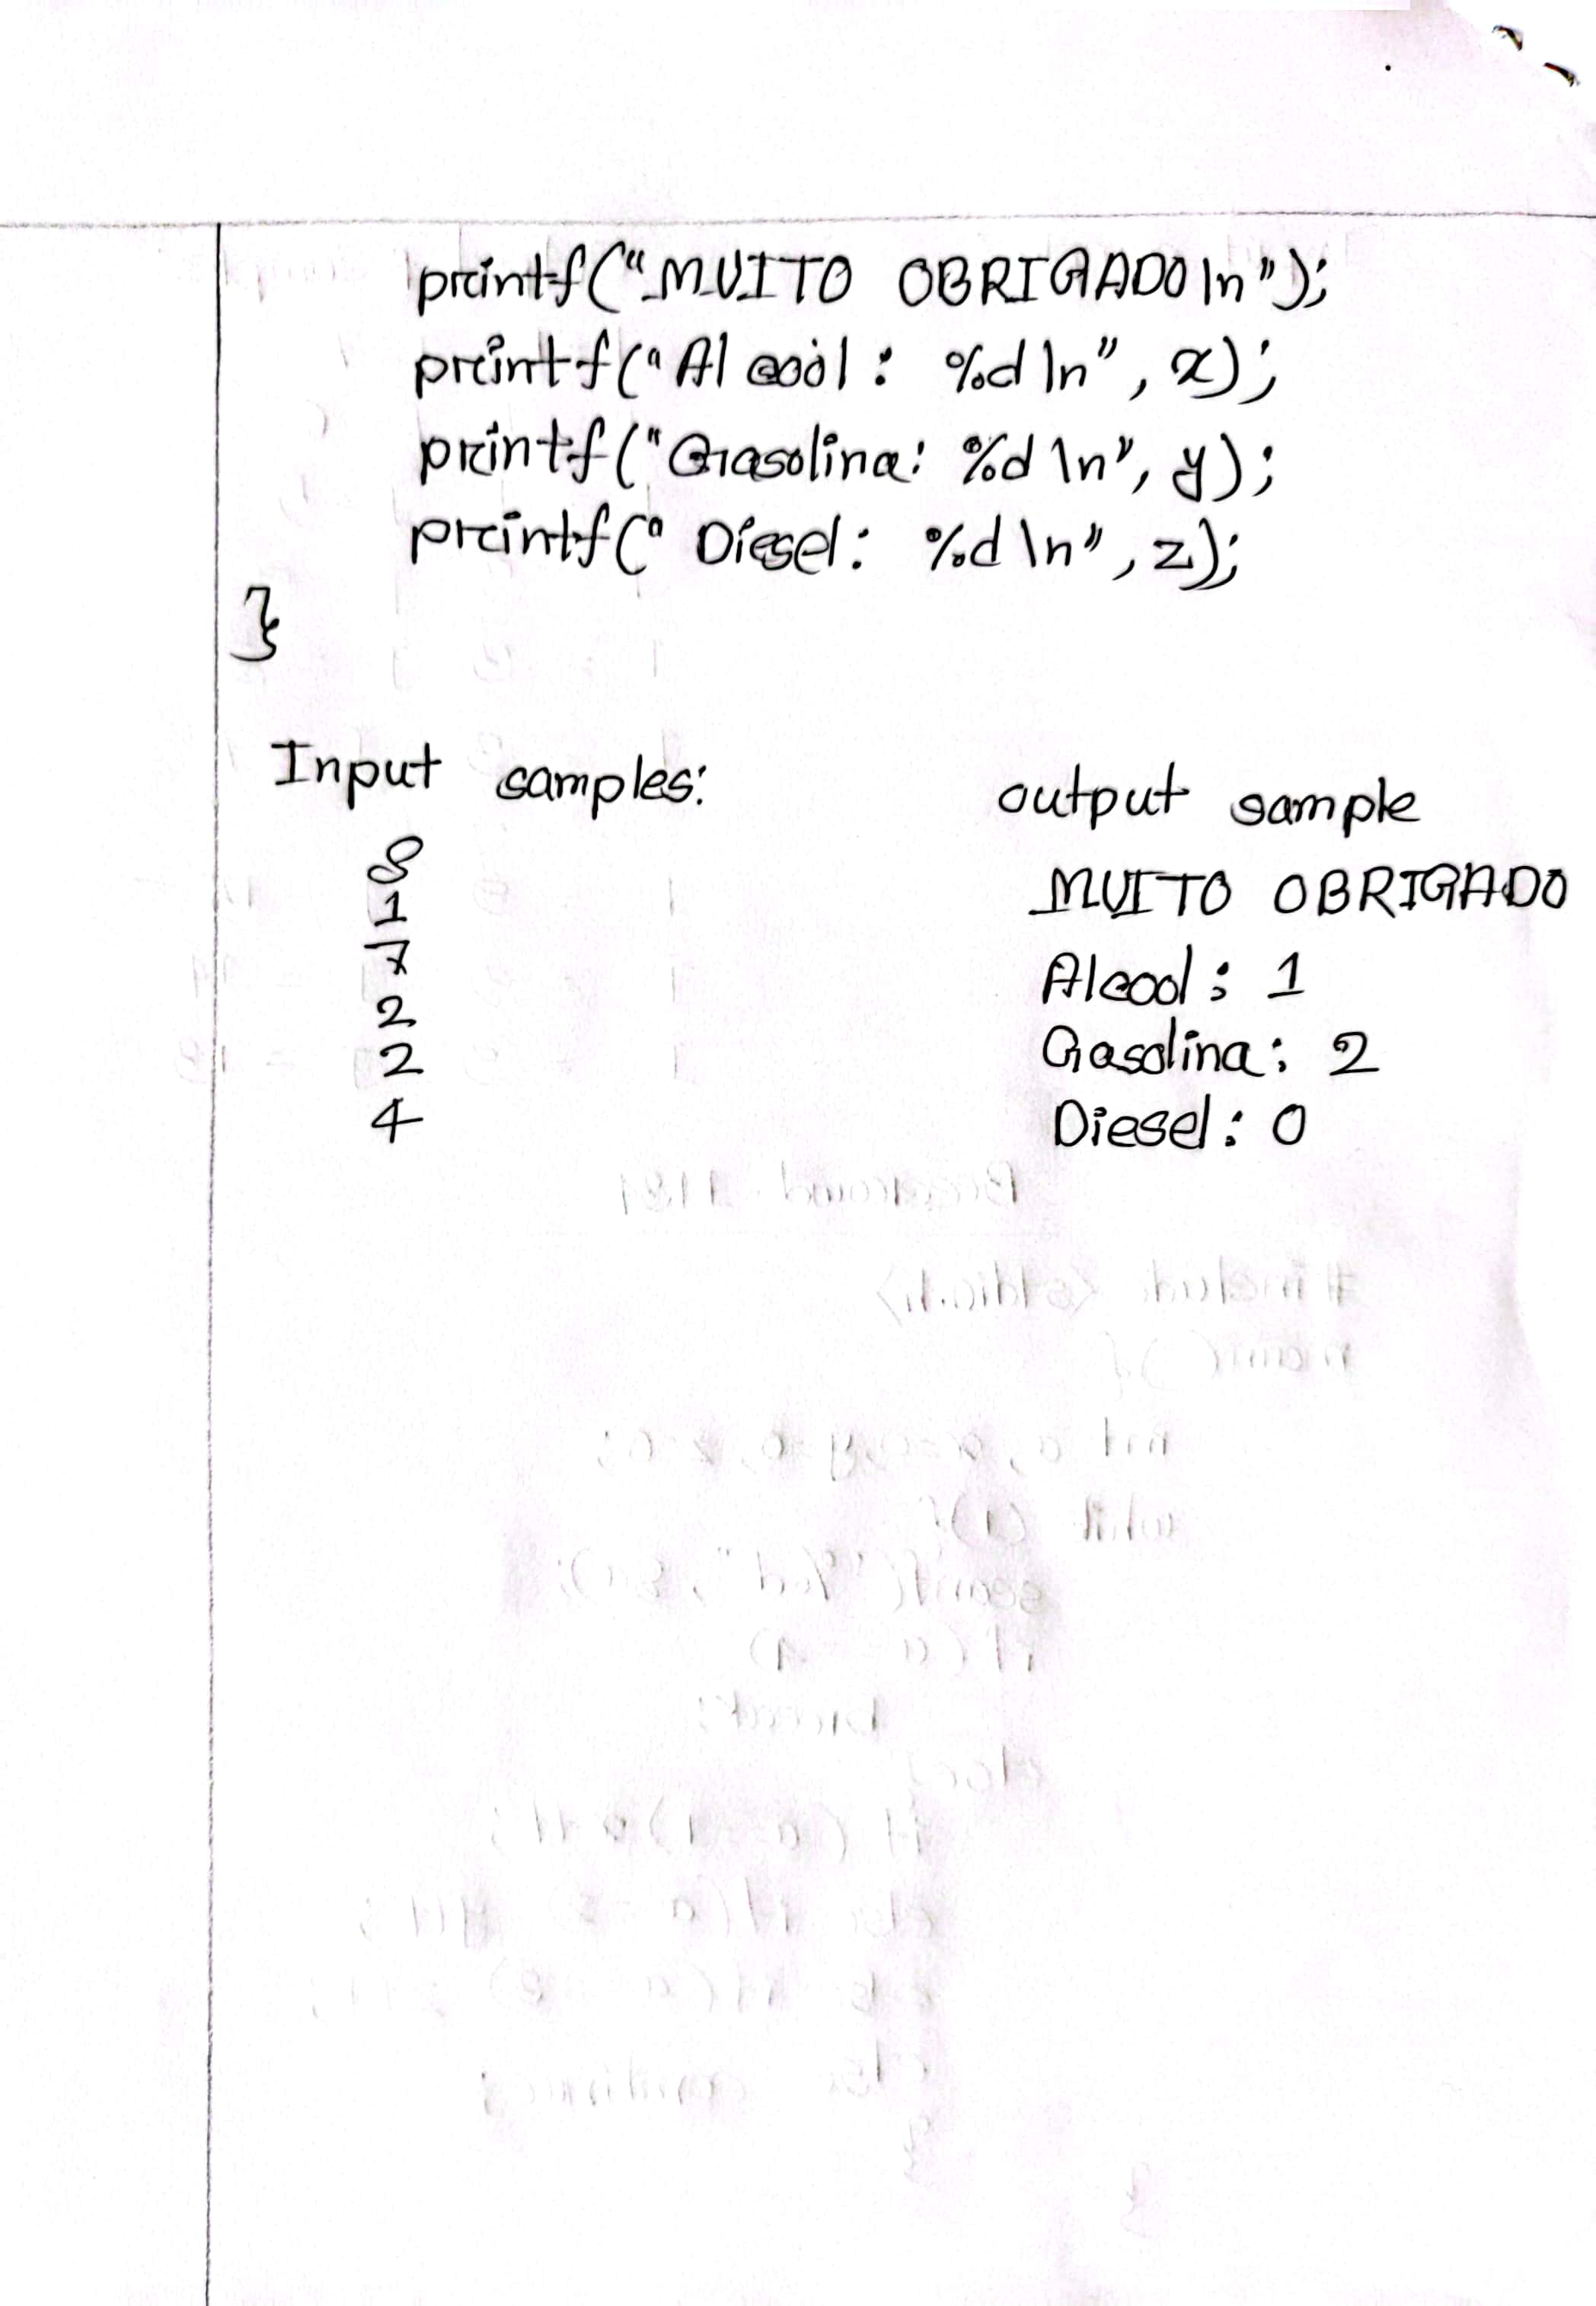 printf("MUITO OBRIGADO\n");
printf("Alcool: %d\n", x);
printf("Gasolina: %d\n", y);
printf("Diesel: %d\n", z);
}
Input samples:
8
1
7
2
2
4
output sample
MUITO OBRIGADO
Alcool: 1
Gasolina: 2
Diesel: 0